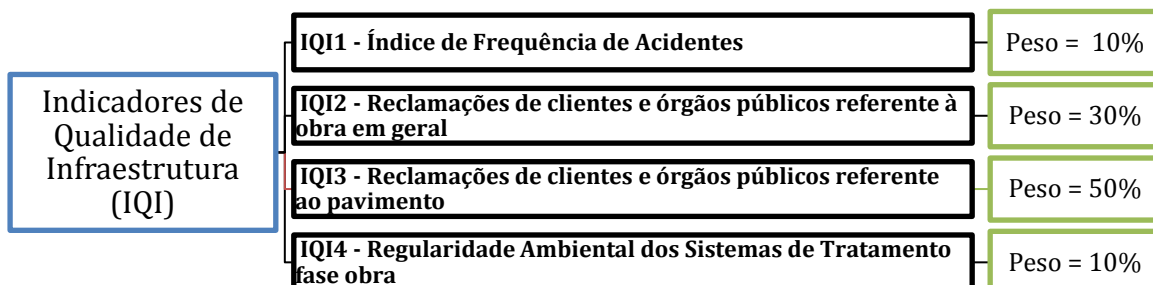 Indicadores de
Qualidade de
Infraestrutura
(IQI)
IQI1 - Índice de Frequência de Acidentes
Peso = 10%
IQI2 - Reclamações de clientes e órgãos públicos referente à
obra em geral
Peso = 30%
IQI3 - Reclamações de clientes e órgãos públicos referente
ao pavimento
Peso = 50%
IQI4 - Regularidade Ambiental dos Sistemas de Tratamento
fase obra
Peso = 10%